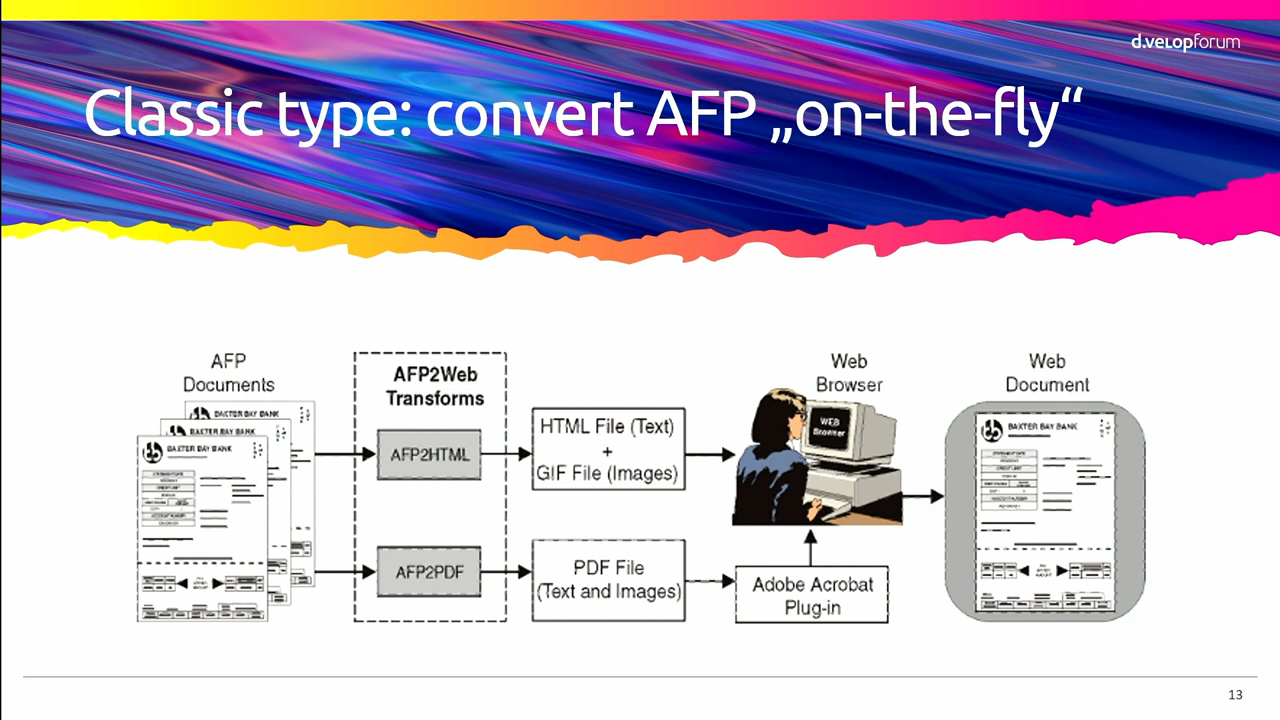 d.velopforum
Classic type: convert AFP „on-the-fly“
AFP
Documents
BAXTER BAY BANK
BAXTER BAY BANK
BAXTER BAY BANK
AFP2Web
Transforms
AFP2HTML
AFP2PDF
HTML File (Text)
+
GIF File (Images)
PDF File
(Text and Images)
Web
Browser
WEB
Browser
Adobe Acrobat
Plug-in
Web
Document
BAXTER BAY BANK
13